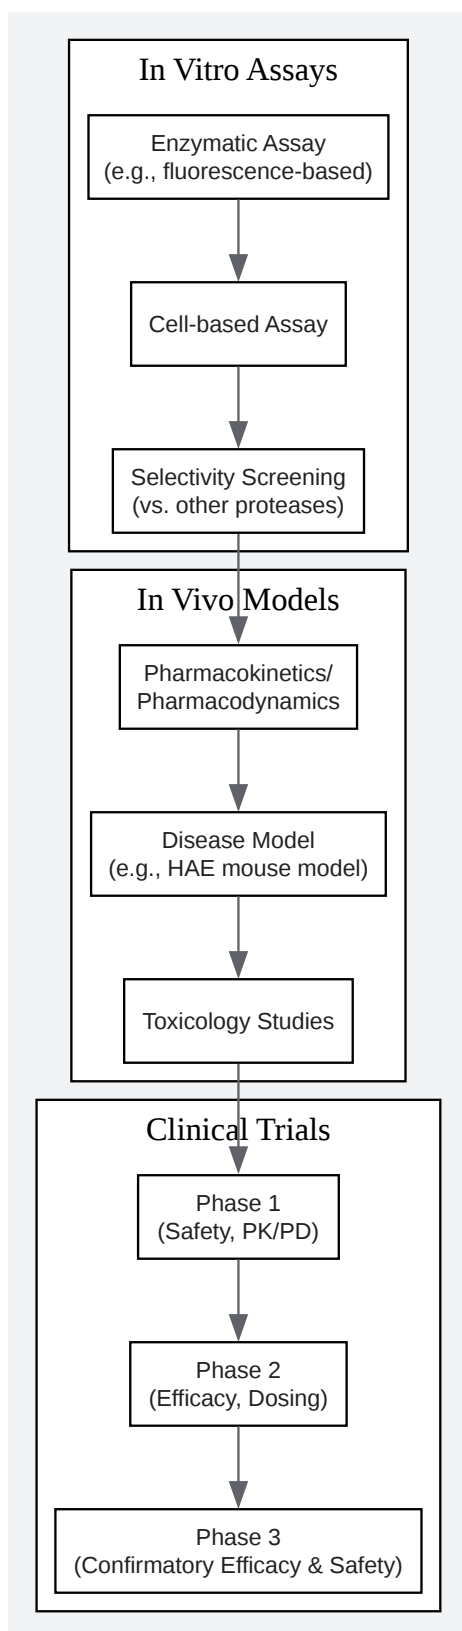 In Vitro Assays
Enzymatic Assay
(e.g., fluorescence-based)
Cell-based Assay
Selectivity Screening
(vs. other proteases)
In Vivo Models
Pharmacokinetics/
Pharmacodynamics
Disease Model
(e.g., HAE mouse model)
Toxicology Studies
Clinical Trials
Phase 1
(Safety, PK/PD)
Phase 2
(Efficacy, Dosing)
Phase 3
(Confirmatory Efficacy & Safety)